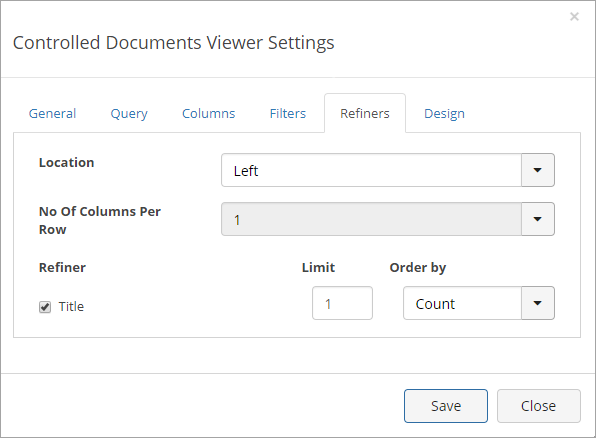 ×
Controlled Documents Viewer Settings
General Query Columns Filters Refiners Design
Location Left
No Of Columns Per
Row
1
Refiner Limit Order by
Title 1 Count
Save Close